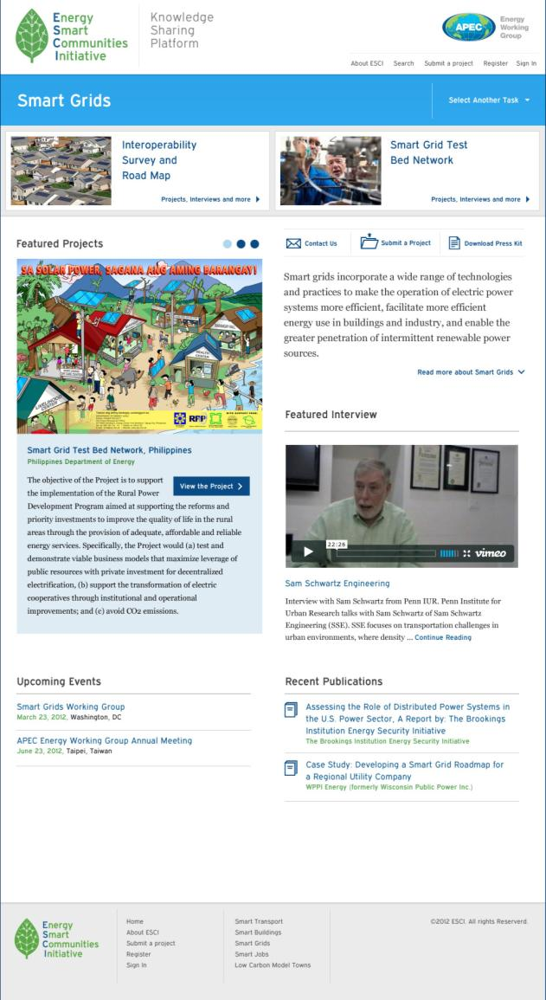 Energy
Smart
Communities
Initiative
Knowledge
Sharing
Platform
APEC
Energy
Working
Group
About ESCI
Search
Submit a project
Register
Sign In
Smart Grids
Select Another Task
Interoperability
Survey and
Road Map
Projects, Interviews and more
Smart Grid Test
Bed Network
Projects, Interviews and more
Featured Projects
SA SOLAR POWER, SAGANA ANG AMING BARANGAY!
BARANGAY HALL
HEALTH
CENTER
DAY CARE CENTER
LIVELIHOOD
CENTER
RPP
Smart Grid Test Bed Network, Philippines
Philippines Department of Energy
View the Project
The objective of the Project is to support
the implementation of the Rural Power
Development Program aimed at supporting the reforms and
priority investments to improve the quality of life in the rural
areas through the provision of adequate, affordable and reliable
energy services. Specifically, the Project would (a) test and
demonstrate viable business models that maximize leverage of
public resources with private investment for decentralized
electrification, (b) support the transformation of electric
cooperatives through institutional and operational
improvements; and (c) avoid CO2 emissions.
Contact Us
Submit a Project
Download Press Kit
Smart grids incorporate a wide range of technologies
and practices to make the operation of electric power
systems more efficient, facilitate more efficient
energy use in buildings and industry, and enable the
greater penetration of intermittent renewable power
sources.
Read more about Smart Grids
Featured Interview
22:26
vimeo
Sam Schwartz Engineering
Interview with Sam Schwartz from Penn IUR. Penn Institute for
Urban Research talks with Sam Schwartz of Sam Schwartz
Engineering (SSE). SSE focuses on transportation challenges in
urban environments, where density ... Continue Reading
Upcoming Events
Smart Grids Working Group
March 23, 2012, Washington, DC
APEC Energy Working Group Annual Meeting
June 23, 2012, Taipei, Taiwan
Recent Publications
Assessing the Role of Distributed Power Systems in
the U.S. Power Sector, A Report by: The Brookings
Institution Energy Security Initiative
The Brookings Institution Energy Security Initiative
Case Study: Developing a Smart Grid Roadmap for
a Regional Utility Company
WPPI Energy (formerly Wisconsin Public Power Inc.)
Energy
Smart
Communities
Initiative
Home
About ESCI
Submit a project
Register
Sign In
Smart Transport
Smart Buildings
Smart Grids
Smart Jobs
Low Carbon Model Towns
©2012 ESCI. All rights Reserverd.